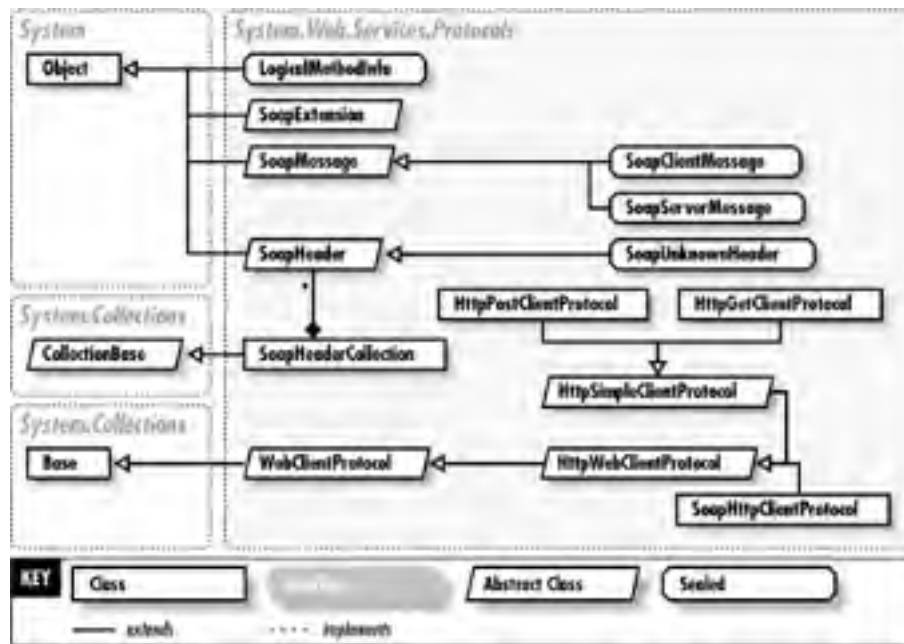 System
System.Web.Services.Protocols
Object
LogicalMethodInfo
SoapExtension
SoapMessage
SoapClientMessage
SoapServerMessage
SoapHeader
SoapUnknownHeader
*
HttpPostClientProtocol
HttpGetClientProtocol
System.Collections
CollectionBase
SoapHeaderCollection
HttpSimpleClientProtocol
System.Collections
Base
WebClientProtocol
HttpWebClientProtocol
SoapHttpClientProtocol
KEY
Class
Abstract Class
Sealed
extends
implements